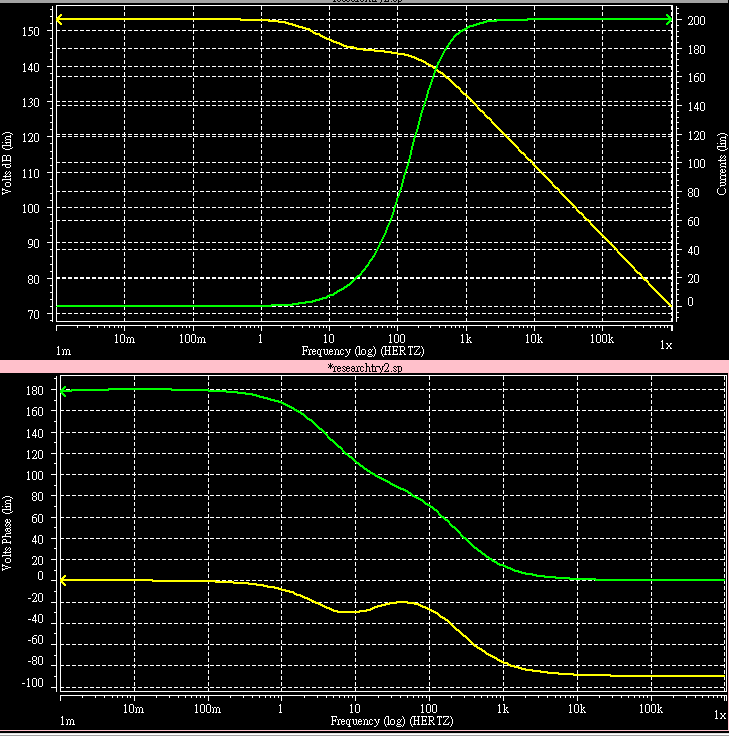 researchtry2.sp
150
140
130
120
110
100
90
80
70
Volts dB (lin)
200
180
160
140
120
100
80
60
40
20
0
Currents (lin)
1m
10m
100m
1
10
100
1k
10k
100k
1x
Frequency (log) (HERTZ)
*researchtry2.sp
180
160
140
120
100
80
60
40
20
0
-20
-40
-60
-80
-100
Volts Phase (lin)
1m
10m
100m
1
10
100
1k
10k
100k
1x
Frequency (log) (HERTZ)